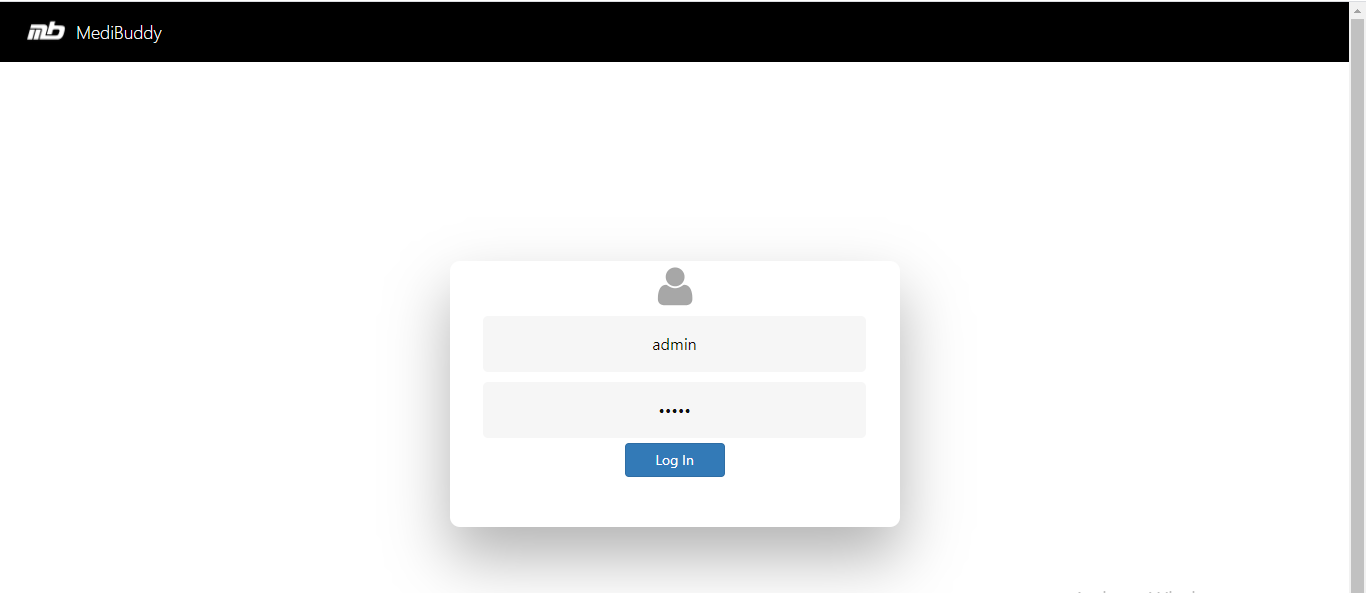 mb MediBuddy
admin
•••••
Log In